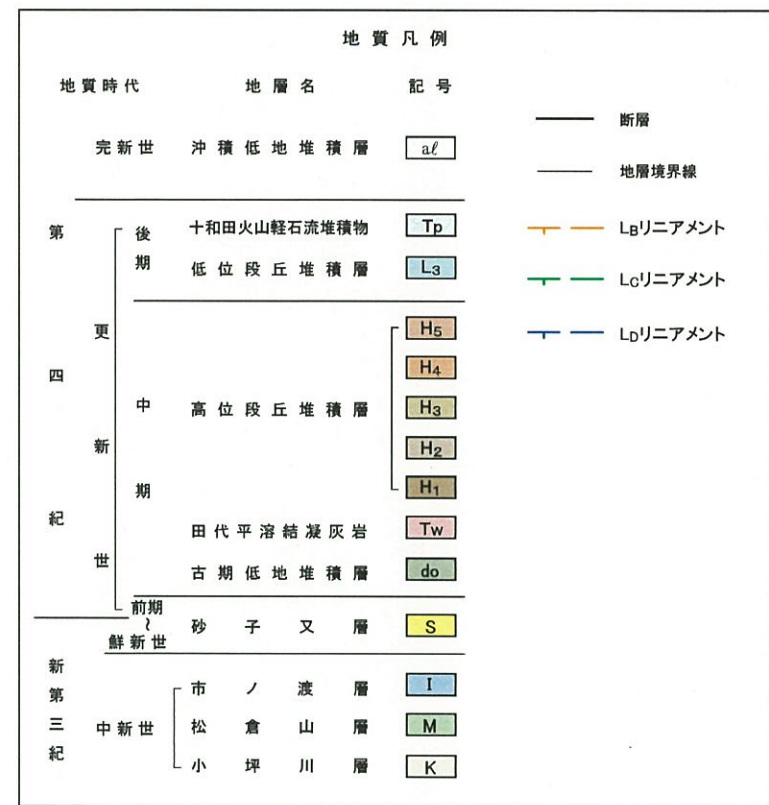 地質凡例
地質時代 地層名 記号
完新世 沖積低地堆積層 aℓ
第四紀
更新世
後期
十和田火山軽石流堆積物 Tp
低位段丘堆積層 L3
中期
高位段丘堆積層
H5
H4
H3
H2
H1
田代平溶結凝灰岩 Tw
古期低地堆積層 do
前期
~
鮮新世
砂子又層 S
新第三紀
中新世
市ノ渡層 I
松倉山層 M
小坪川層 K
断層
地層境界線
LBリニアメント
LCリニアメント
LDリニアメント